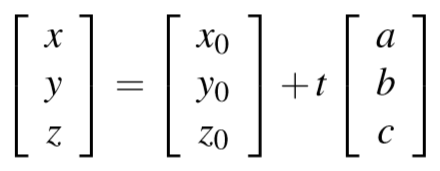 [x] = [x₀] + t [a]
[y] = [y₀] + t [b]
[z] = [z₀] + t [c]